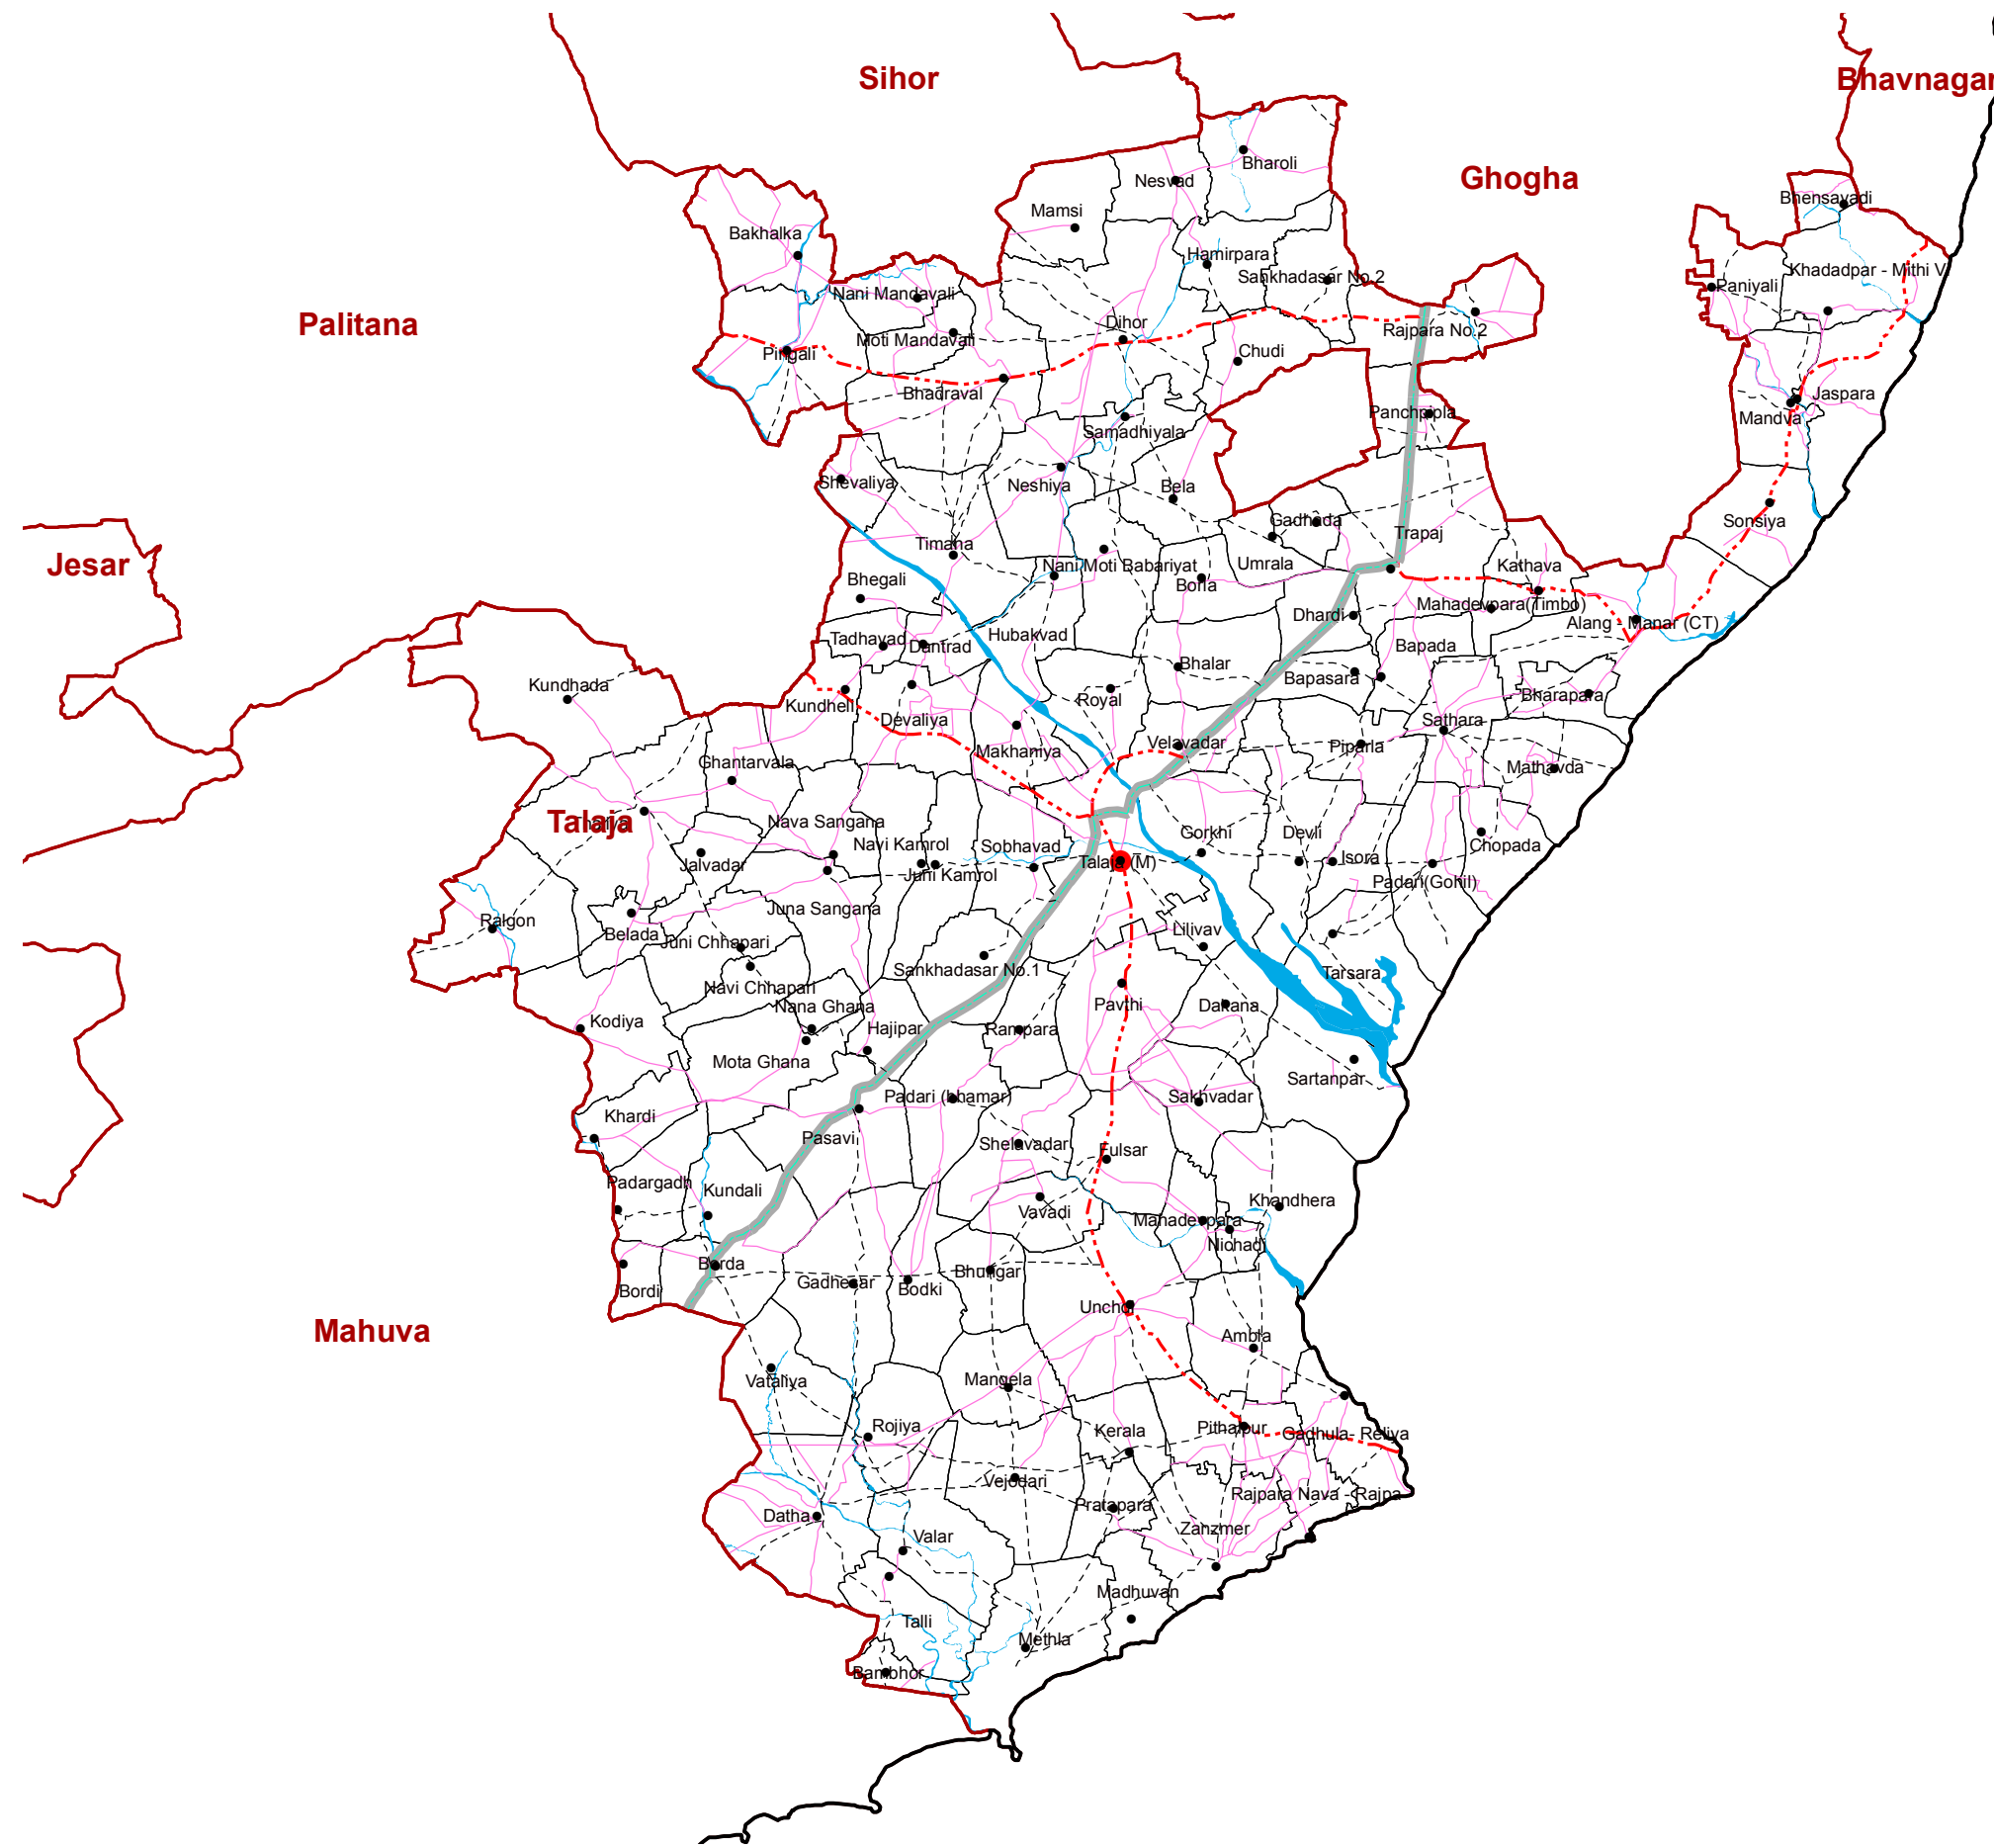 Sihor
Bhavnagar
Bharoli
Ghogha
Nesvad
Bhensavadi
Mamsi
Bakhalka
Hamirpara
Sankhadasar No.2
Khadadpar - Mithi V
Paniyali
Nani Mandavali
Palitana
Dihor
Rajpara No.2
Moti Mandavali
Pingali
Chudi
Bhadraval
Jaspara
Panchpipla
Mandva
Samadhiyala
Shevaliya
Neshiya
Bela
Gadhada
Sonsiya
Trapaj
Timana
Jesar
Nani Moti Babariyat
Umrala
Kathava
Bhegali
Borla
Mahadevpara(Timbo)
Dhardi
Alang - Manar (CT)
Tadhavad
Hubakvad
Dantrad
Bapada
Bhalar
Kundhada
Bapasara
Bharapara
Kundheli
Royal
Devaliya
Sathara
Makhaniya
Velavadar
Piparla
Ghantarvala
Mathavda
Thaliya
Talaja
Nava Sangana
Navi Kamrol
Sobhavad
Gorkhi
Devli
Chopada
Jalvadar
Juni Kamrol
Talaja (M)
Isora
Padari(Gohil)
Juna Sangana
Ralgon
Belada
Juni Chhapari
Lilivav
Sankhadasar No.1
Tarsara
Navi Chhapari
Nana Ghana
Pavthi
Dakana
Kodiya
Hajipar
Rampara
Mota Ghana
Sartanpar
Padari (bhamar)
Sakhvadar
Khardi
Pasavi
Shelavadar
Fulsar
Padargadh
Kundali
Khandhera
Vavadi
Mahadevpara
Nichadi
Borda
Bhungar
Gadhesar
Bodki
Bordi
Unchdi
Mahuva
Ambla
Vataliya
Mangela
Rojiya
Kerala
Pithalpur
Gadhula- Reliya
Vejodari
Rajpara Nava - Rajpa
Pratapara
Datha
Zanzmer
Valar
Madhuvan
Talli
Methla
Bambhor